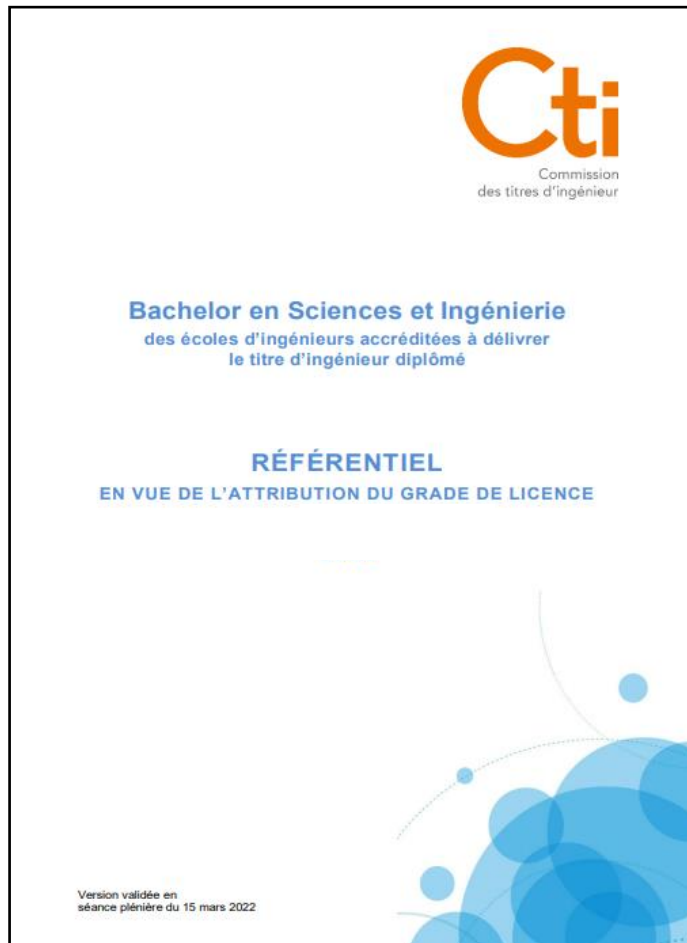 Cti
Commission
des titres d'ingénieur
Bachelor en Sciences et Ingénierie
des écoles d'ingénieurs accréditées à délivrer
le titre d'ingénieur diplômé
RÉFÉRENTIEL
EN VUE DE L'ATTRIBUTION DU GRADE DE LICENCE
Version validée en
séance plénière du 15 mars 2022